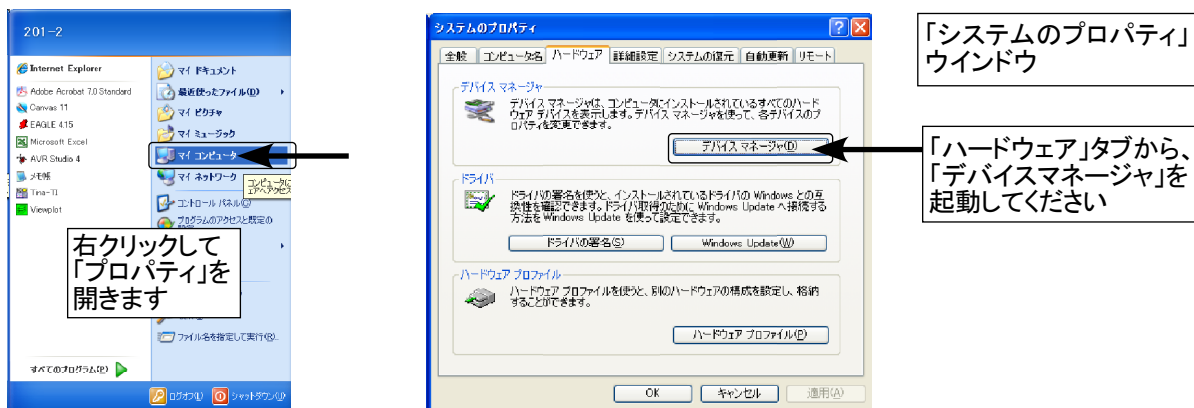 201-2
Internet Explorer
Adobe Acrobat 7.0 Standard
Canvas 11
EAGLE 4.15
Microsoft Excel
AVR Studio 4
メモ帳
Tina-TI
Viewplot
すべてのプログラム(P)
マイ ドキュメント
最近使ったファイル(D)
マイ ピクチャ
マイ ミュージック
マイ コンピュータ
マイ ネットワーク
コントロール パネル(C)
プログラムのアクセスと既定の
ファイル名を指定して実行(R)...
ログオフ(L)
シャットダウン(U)
右クリックして
「プロパティ」を
開きます
システムのプロパティ
全般
コンピュータ名
ハードウェア
詳細設定
システムの復元
自動更新
リモート
デバイス マネージャ
デバイス マネージャは、コンピュータにインストールされているすべてのハード
ウェア デバイスを表示します。デバイス マネージャを使って、各デバイスのプ
ロパティを変更できます。
デバイス マネージャ(D)
ドライバ
ドライバの署名を使うと、インストールされているドライバの Windows との互
換性を確認できます。ドライバ取得のために Windows Update へ接続する
方法を Windows Update を使って設定できます。
ドライバの署名(S)
Windows Update(W)
ハードウェア プロファイル
ハードウェア プロファイルを使うと、別のハードウェアの構成を設定し、格納
することができます。
ハードウェア プロファイル(P)
OK
キャンセル
適用(A)
「システムのプロパティ」
ウインドウ
「ハードウェア」タブから、
「デバイスマネージャ」を
起動してください